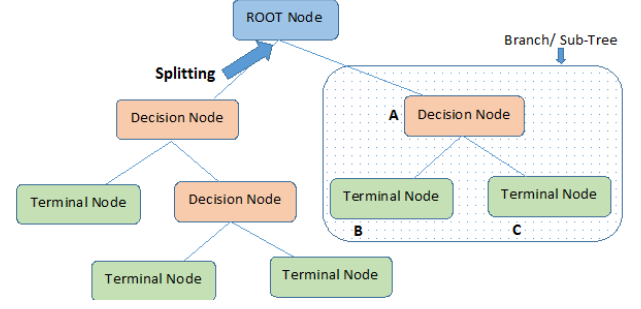 ROOT Node
Branch/ Sub-Tree
Splitting
Decision Node
A
Decision Node
Terminal Node
Decision Node
Terminal Node
Terminal Node
B
C
Terminal Node
Terminal Node